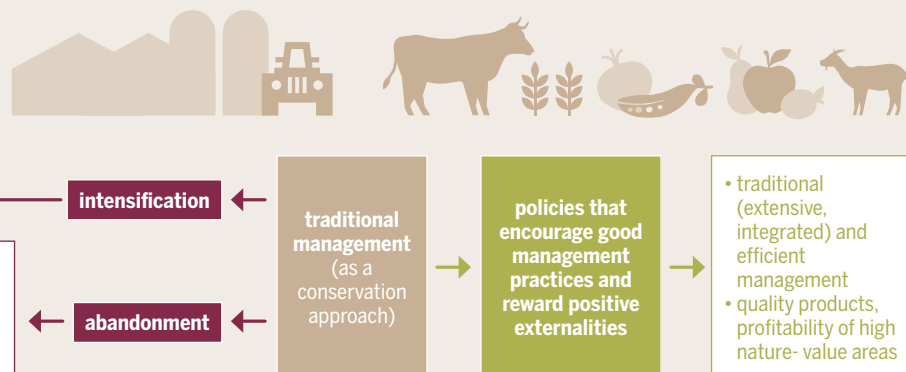 intensification
abandonment
traditional
management
(as a
conservation
approach)
policies that
encourage good
management
practices and
reward positive
externalities
• traditional
(extensive,
integrated) and
efficient
management
• quality products,
profitability of high
nature- value areas